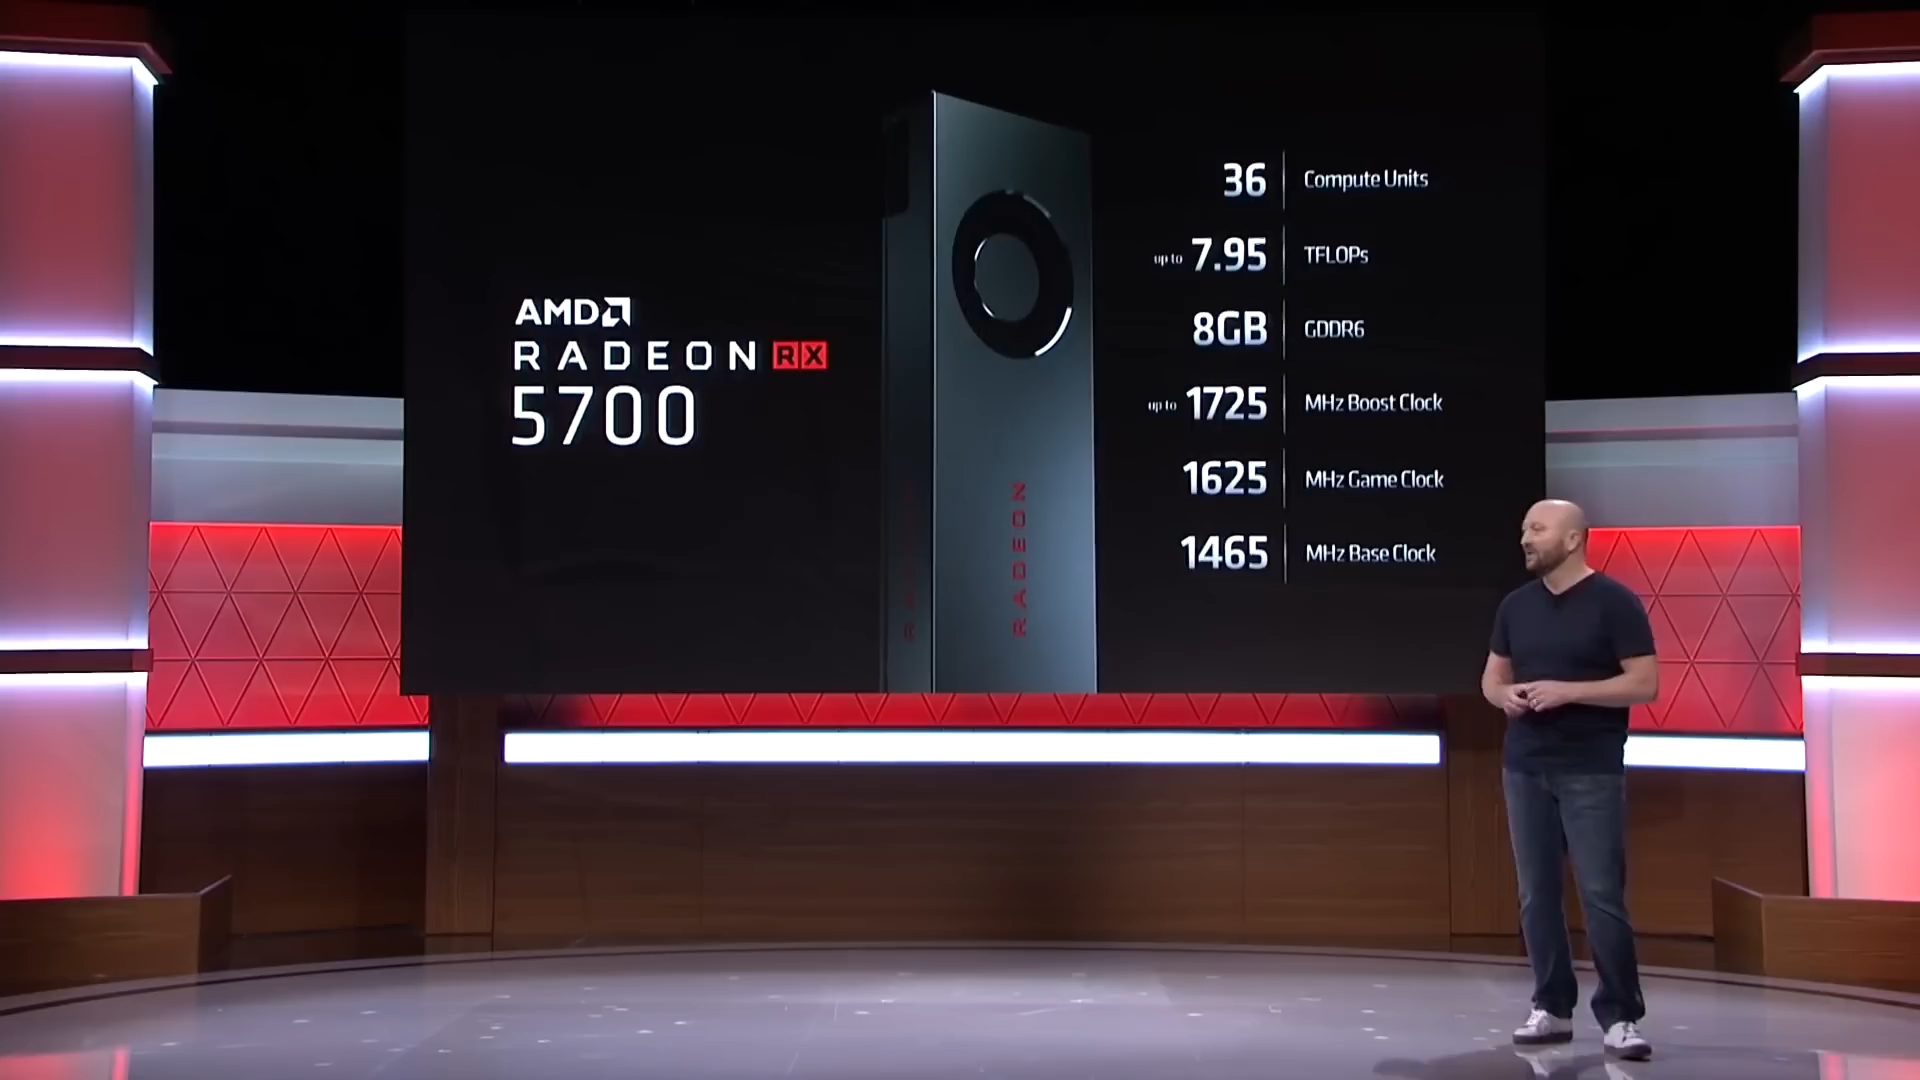 AMD
RADEON RX
5700
RADEON
36 Compute Units
up to 7.95 TFLOPs
8GB GDDR6
up to 1725 MHz Boost Clock
1625 MHz Game Clock
1465 MHz Base Clock